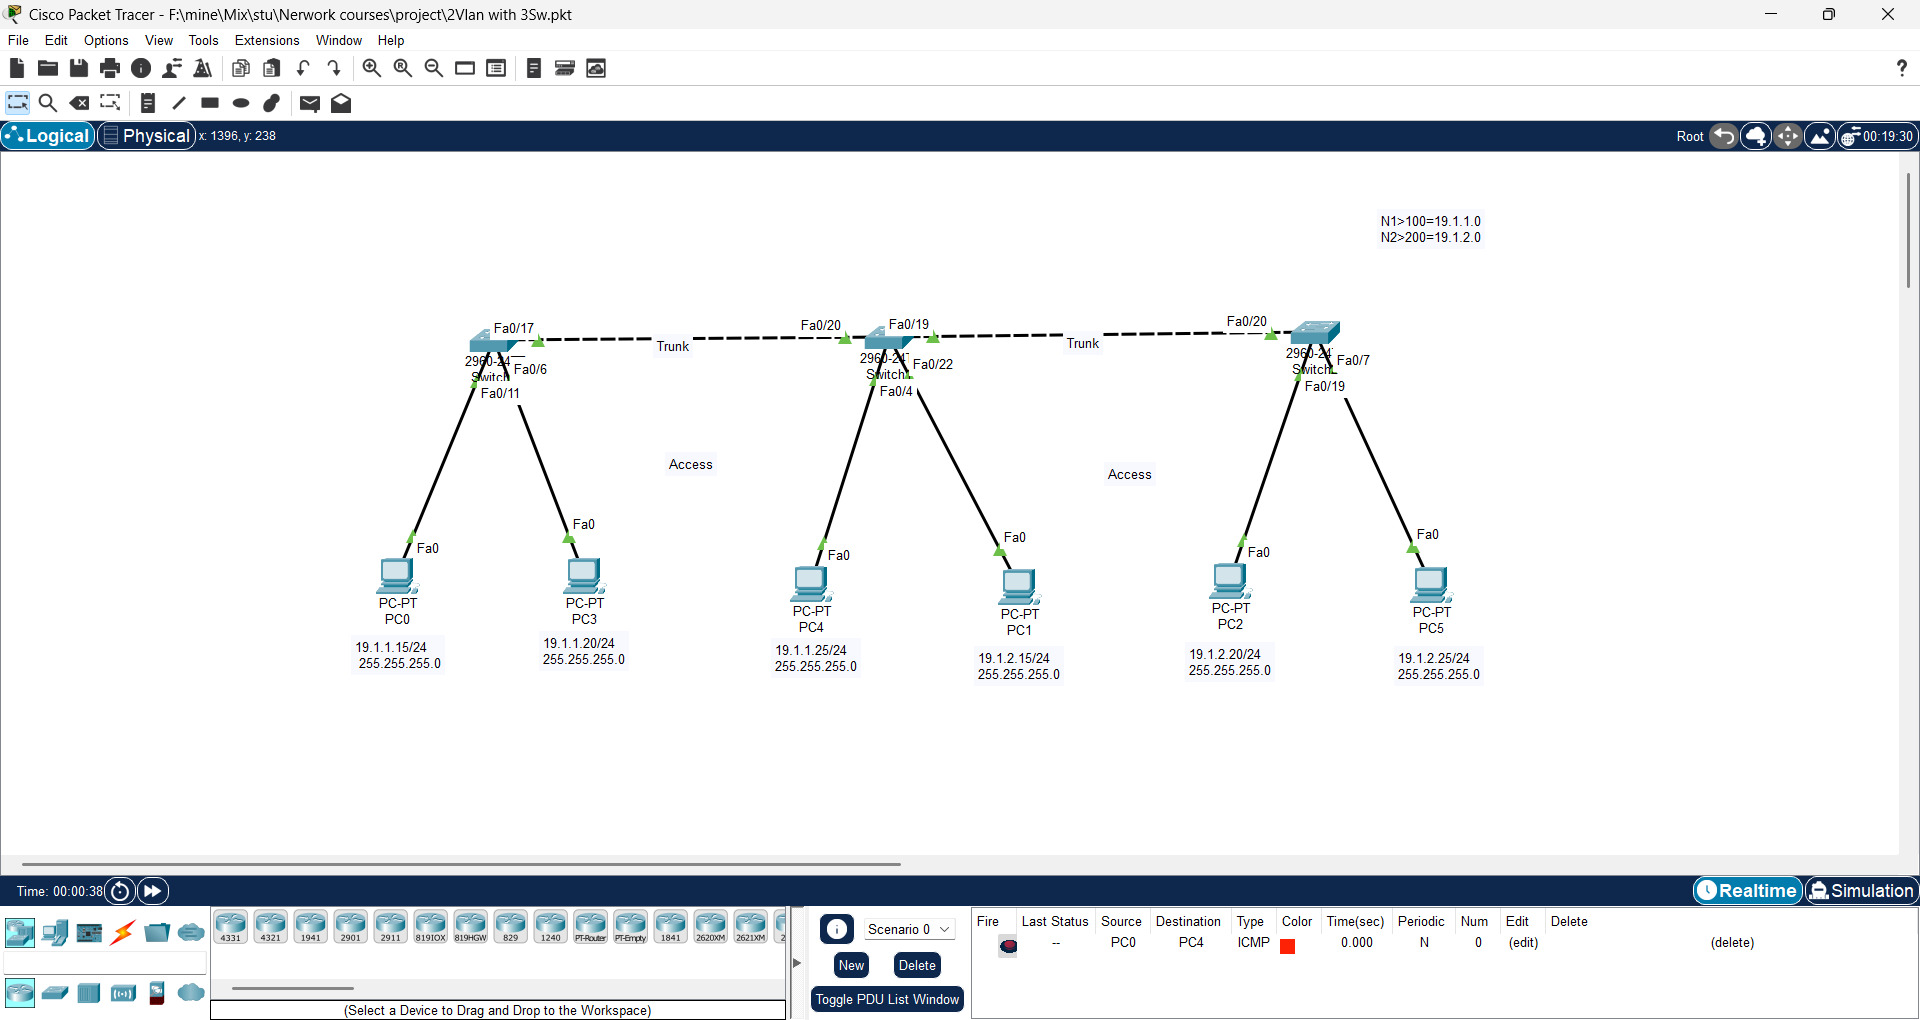 Cisco Packet Tracer - F:\mine\Mix\stu\Nerwork courses\project\2Vlan with 3Sw.pkt
File Edit Options View Tools Extensions Window Help
Logical Physical x: 1396, y: 238 Root 00:19:30
N1>100=19.1.1.0
N2>200=19.1.2.0
Fa0/17 Trunk Fa0/20 Fa0/19 Trunk Fa0/20
2960-24 Fa0/6
Switch
Fa0/11
2960-24 Fa0/22
Switch
Fa0/4
2960-24 Fa0/7
Switch
Fa0/19
Access
Access
Fa0
Fa0
Fa0
Fa0
Fa0
Fa0
PC-PT
PC0
19.1.1.15/24
255.255.255.0
PC-PT
PC3
19.1.1.20/24
255.255.255.0
PC-PT
PC4
19.1.1.25/24
255.255.255.0
PC-PT
PC1
19.1.2.15/24
255.255.255.0
PC-PT
PC2
19.1.2.20/24
255.255.255.0
PC-PT
PC5
19.1.2.25/24
255.255.255.0
Time: 00:00:38 Realtime Simulation
4331 4321 1941 2901 2911 819IOX 819HGW 829 1240 PT-Router PT-Empty 1841 2620XM 2621XM 2
(Select a Device to Drag and Drop to the Workspace)
Scenario 0
New Delete
Toggle PDU List Window
Fire Last Status Source Destination Type Color Time(sec) Periodic Num Edit Delete
-- PC0 PC4 ICMP 0.000 N 0 (edit) (delete)